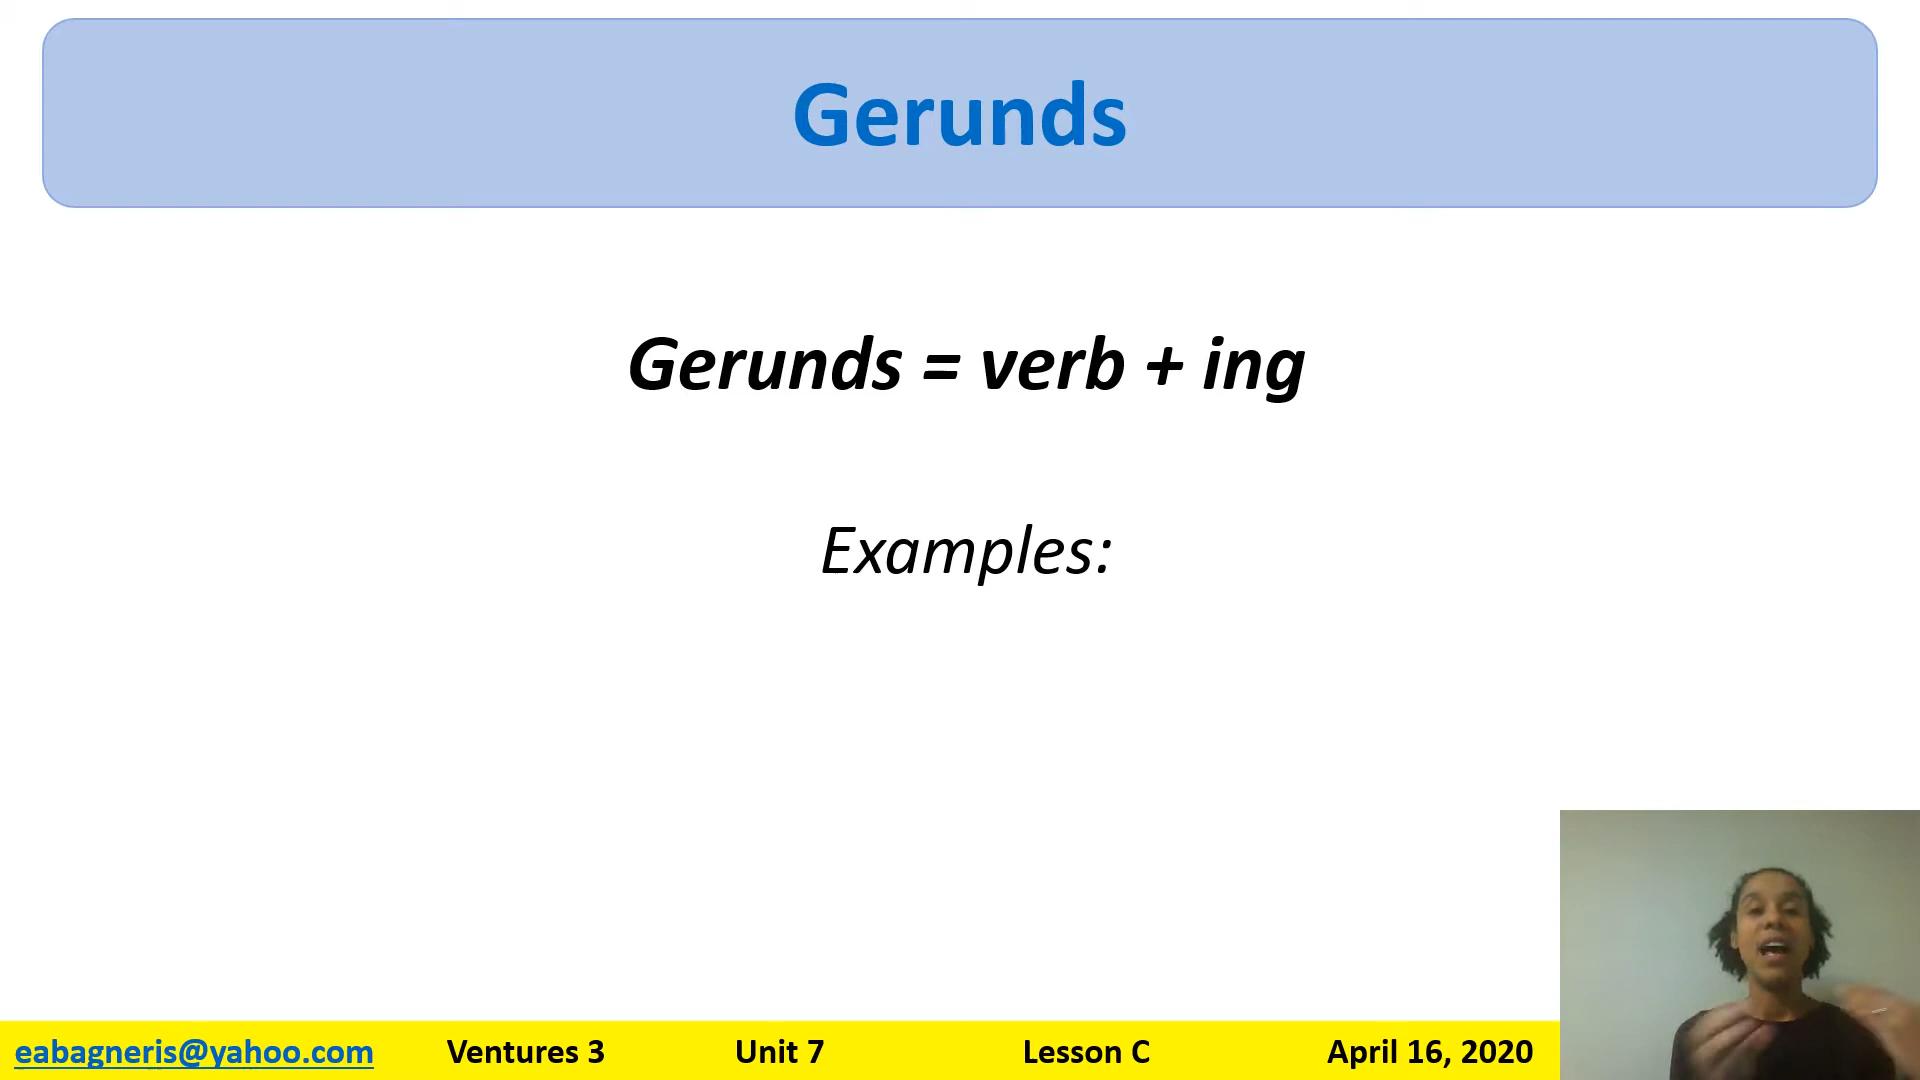 Gerunds
Gerunds = verb + ing
Examples:
eabagneris@yahoo.com Ventures 3 Unit 7 Lesson C April 16, 2020